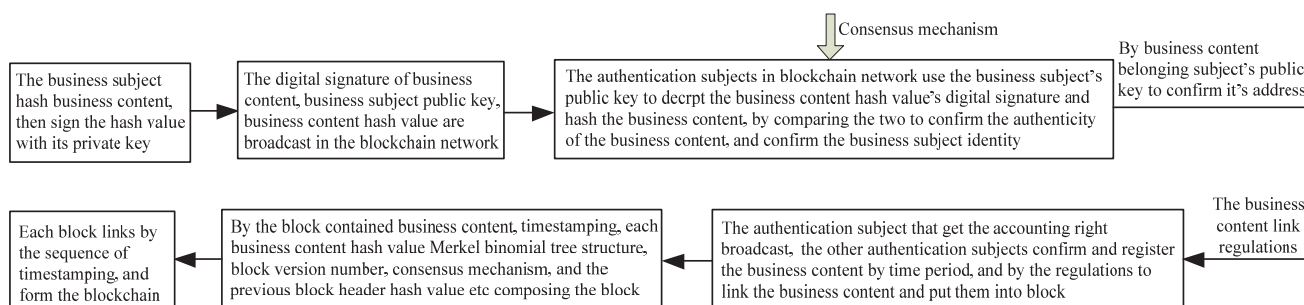 Consensus mechanism
The business subject
hash business content,
then sign the hash value
with its private key
The digital signature of business
content, business subject public key,
business content hash value are
broadcast in the blockchain network
The authentication subjects in blockchain network use the business subject's
public key to decrpt the business content hash value's digital signature and
hash the business content, by comparing the two to confirm the authenticity
of the business content, and confirm the business subject identity
By business content
belonging subject's public
key to confirm it's address
The business
content link
regulations
The authentication subject that get the accounting right
broadcast, the other authentication subjects confirm and register
the business content by time period, and by the regulations to
link the business content and put them into block
By the block contained business content, timestamping, each
business content hash value Merkel binomial tree structure,
block version number, consensus mechanism, and the
previous block header hash value etc composing the block
Each block links by
the sequence of
timestamping, and
form the blockchain